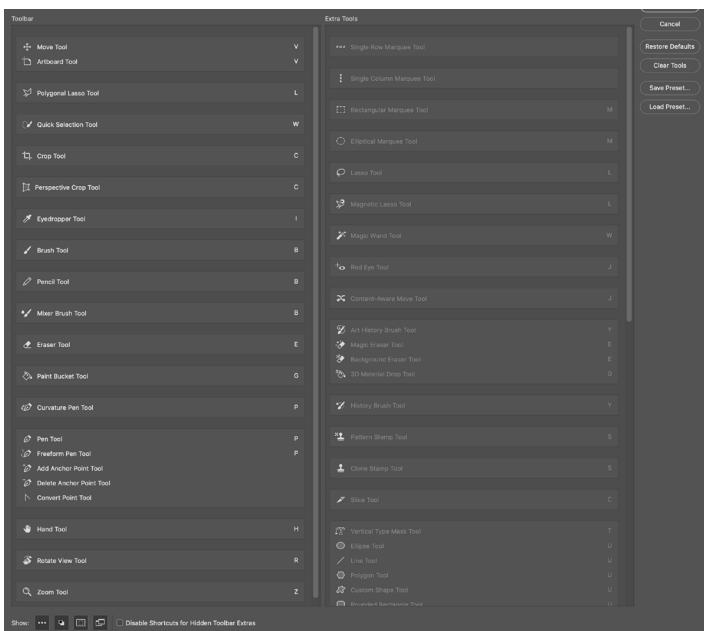 Toolbar
Move Tool V
Artboard Tool V
Polygonal Lasso Tool L
Quick Selection Tool W
Crop Tool C
Perspective Crop Tool C
Eyedropper Tool I
Brush Tool B
Pencil Tool B
Mixer Brush Tool B
Eraser Tool E
Paint Bucket Tool G
Curvature Pen Tool P
Pen Tool P
Freeform Pen Tool P
Add Anchor Point Tool
Delete Anchor Point Tool
Convert Point Tool
Hand Tool H
Rotate View Tool R
Zoom Tool Z
Extra Tools
Single Row Marquee Tool
Single Column Marquee Tool
Rectangular Marquee Tool M
Elliptical Marquee Tool M
Lasso Tool L
Magnetic Lasso Tool L
Magic Wand Tool W
Red Eye Tool J
Content-Aware Move Tool J
Art History Brush Tool Y
Magic Eraser Tool E
Background Eraser Tool E
3D Material Drop Tool G
History Brush Tool Y
Pattern Stamp Tool S
Clone Stamp Tool S
Slice Tool C
Vertical Type Mask Tool T
Ellipse Tool U
Line Tool U
Polygon Tool U
Custom Shape Tool U
Rounded Rectangle Tool U
Cancel
Restore Defaults
Clear Tools
Save Preset...
Load Preset...
Show: Disable Shortcuts for Hidden Toolbar Extras